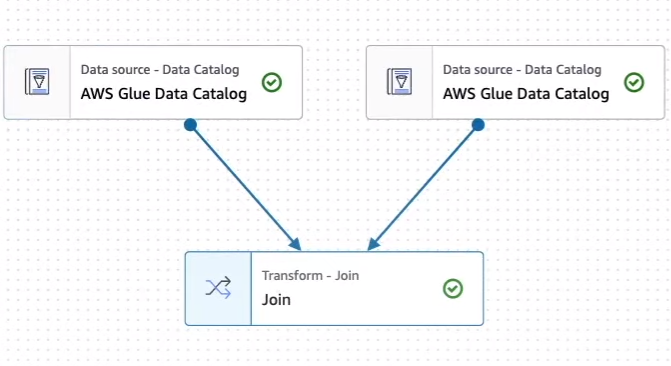 Data source - Data Catalog
AWS Glue Data Catalog
Data source - Data Catalog
AWS Glue Data Catalog
Transform - Join
Join